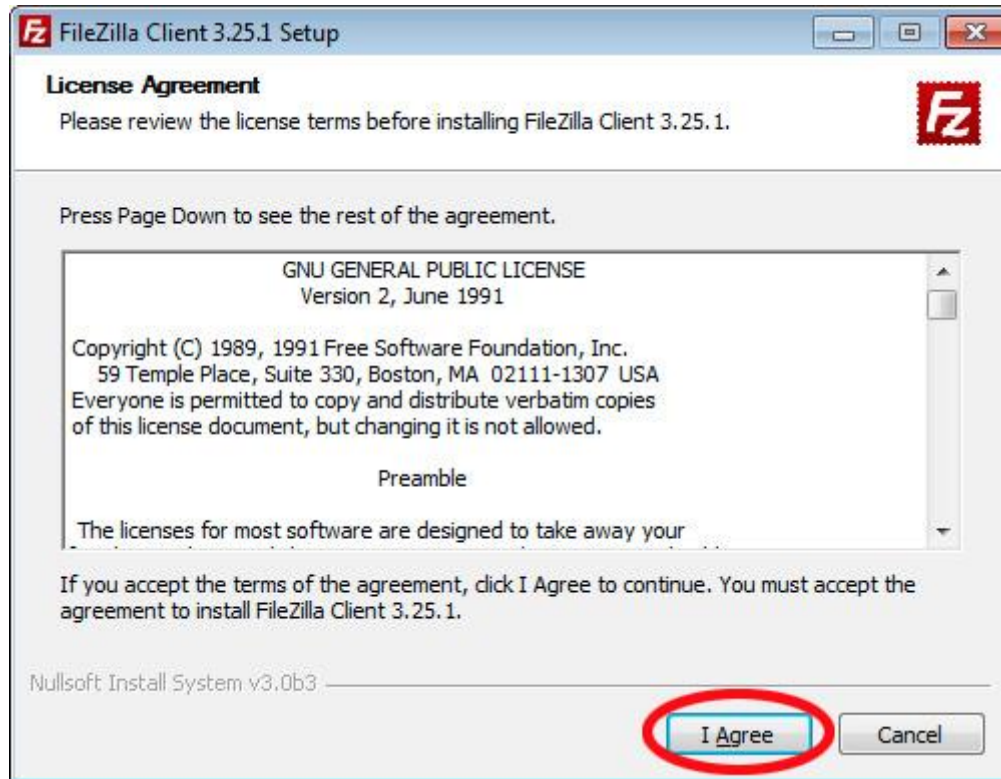 FileZilla Client 3.25.1 Setup
License Agreement
Please review the license terms before installing FileZilla Client 3.25.1.
Fz
Press Page Down to see the rest of the agreement.
GNU GENERAL PUBLIC LICENSE
Version 2, June 1991
Copyright (C) 1989, 1991 Free Software Foundation, Inc.
59 Temple Place, Suite 330, Boston, MA 02111-1307 USA
Everyone is permitted to copy and distribute verbatim copies
of this license document, but changing it is not allowed.
Preamble
The licenses for most software are designed to take away your
If you accept the terms of the agreement, click I Agree to continue. You must accept the
agreement to install FileZilla Client 3.25.1.
Nullsoft Install System v3.0b3
I Agree
Cancel